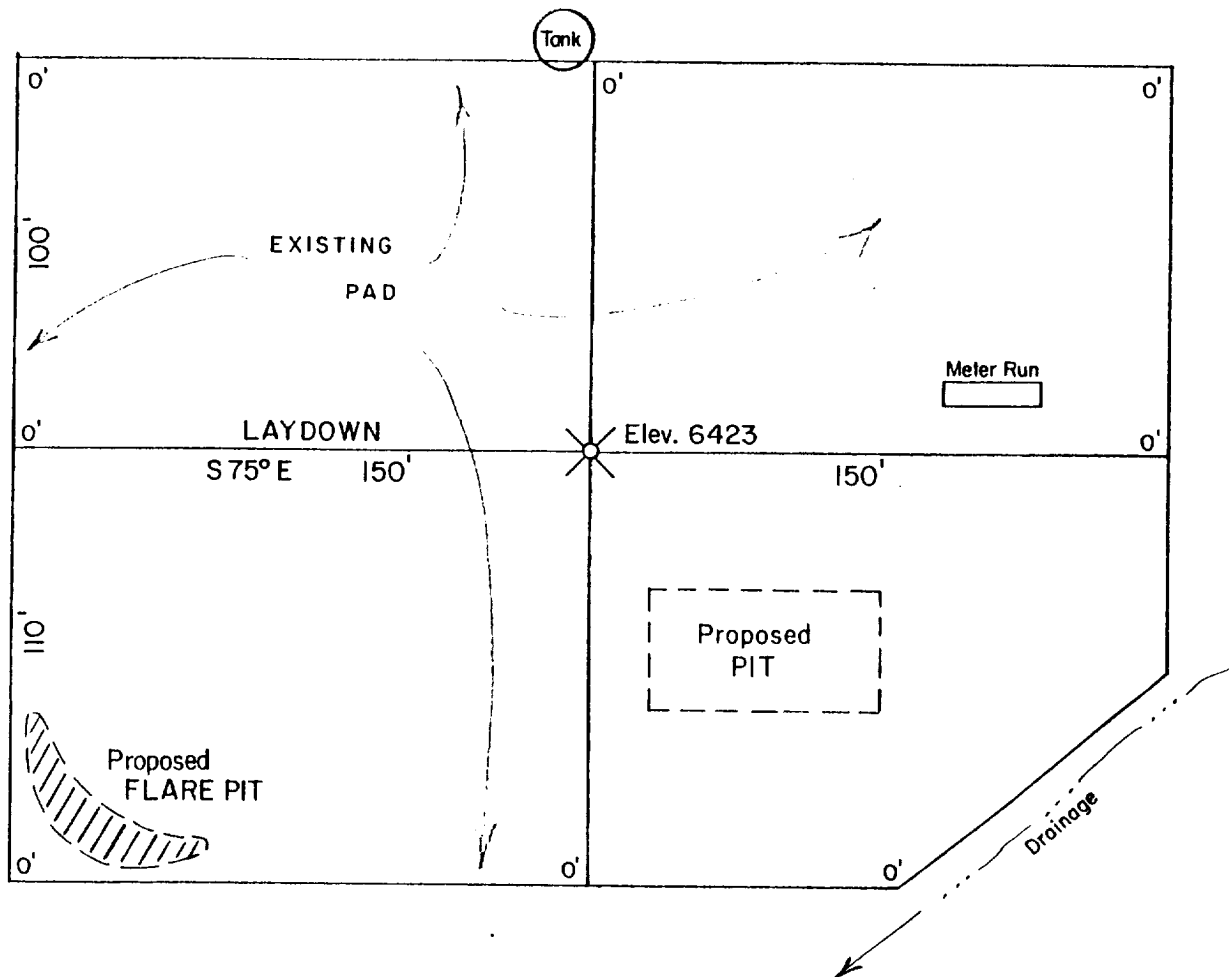 Tank
0'
0'
0'
100'
EXISTING
PAD
Meter Run
0'
LAYDOWN
Elev. 6423
0'
S 75° E
150'
150'
110'
Proposed
PIT
Proposed
FLARE PIT
Drainage
0'
0'
0'